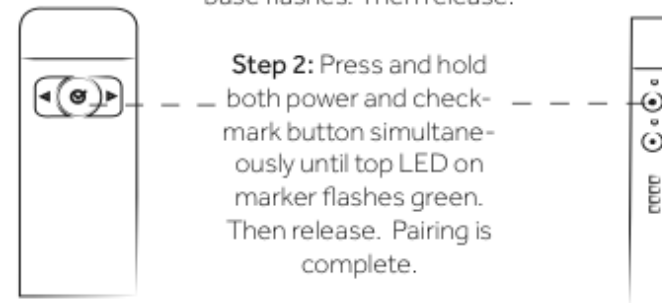 base flashes. Then release.
Step 2: Press and hold
both power and check-
mark button simultane-
ously until top LED on
marker flashes green.
Then release. Pairing is
complete.